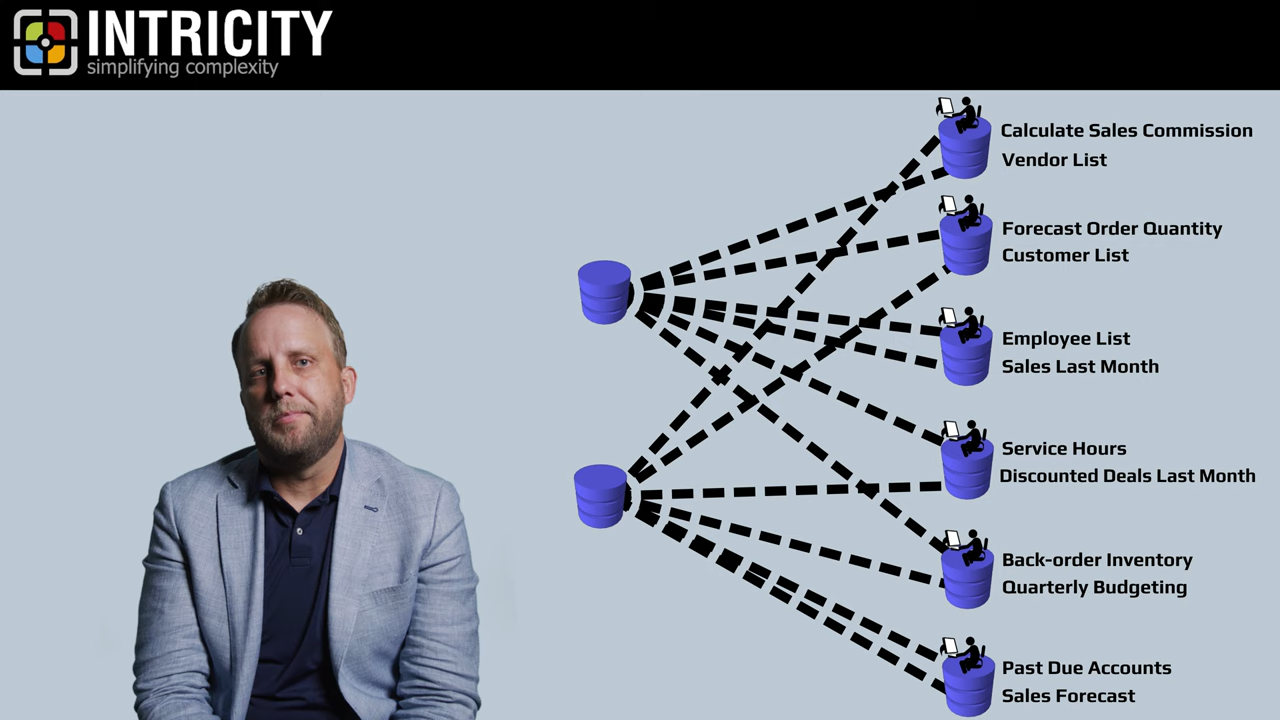 INTRICITY
simplifying complexity
Calculate Sales Commission
Vendor List
Forecast Order Quantity
Customer List
Employee List
Sales Last Month
Service Hours
Discounted Deals Last Month
Back-order Inventory
Quarterly Budgeting
Past Due Accounts
Sales Forecast